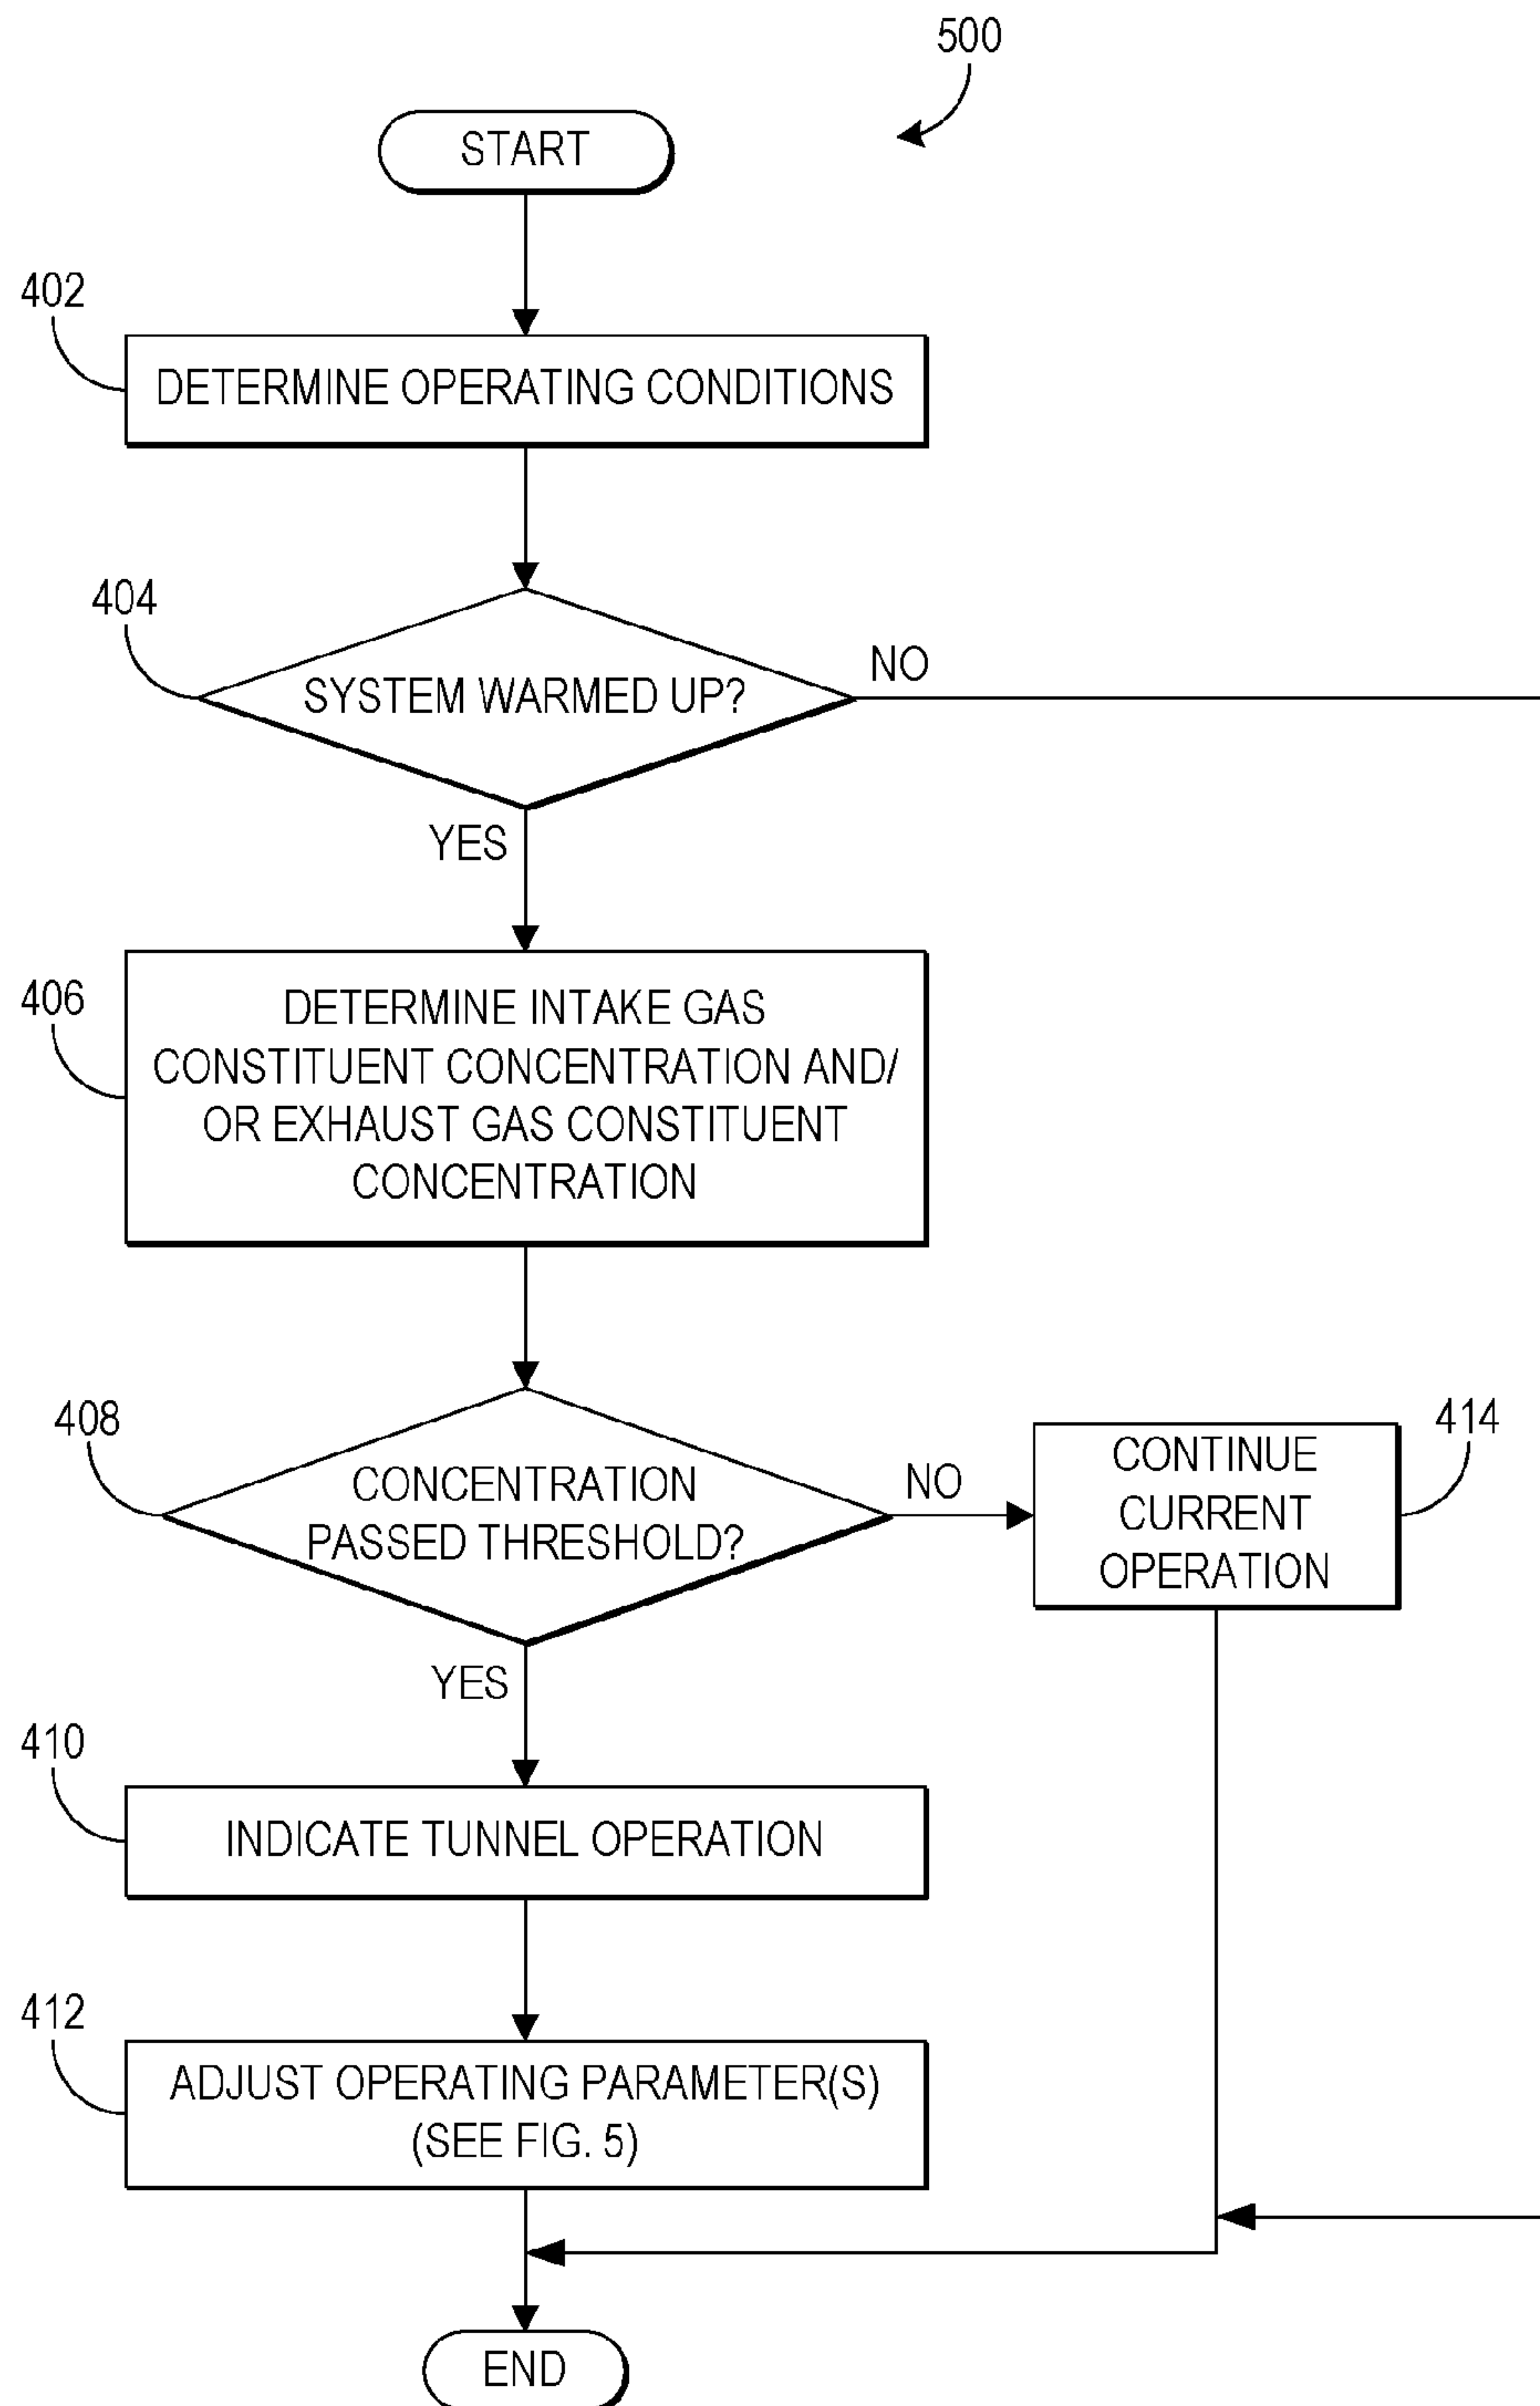 500
START
402
DETERMINE OPERATING CONDITIONS
404
SYSTEM WARMED UP?
NO
YES
406
DETERMINE INTAKE GAS
CONSTITUENT CONCENTRATION AND/
OR EXHAUST GAS CONSTITUENT
CONCENTRATION
408
CONCENTRATION
PASSED THRESHOLD?
NO
414
CONTINUE
CURRENT
OPERATION
YES
410
INDICATE TUNNEL OPERATION
412
ADJUST OPERATING PARAMETER(S)
(SEE FIG. 5)
END